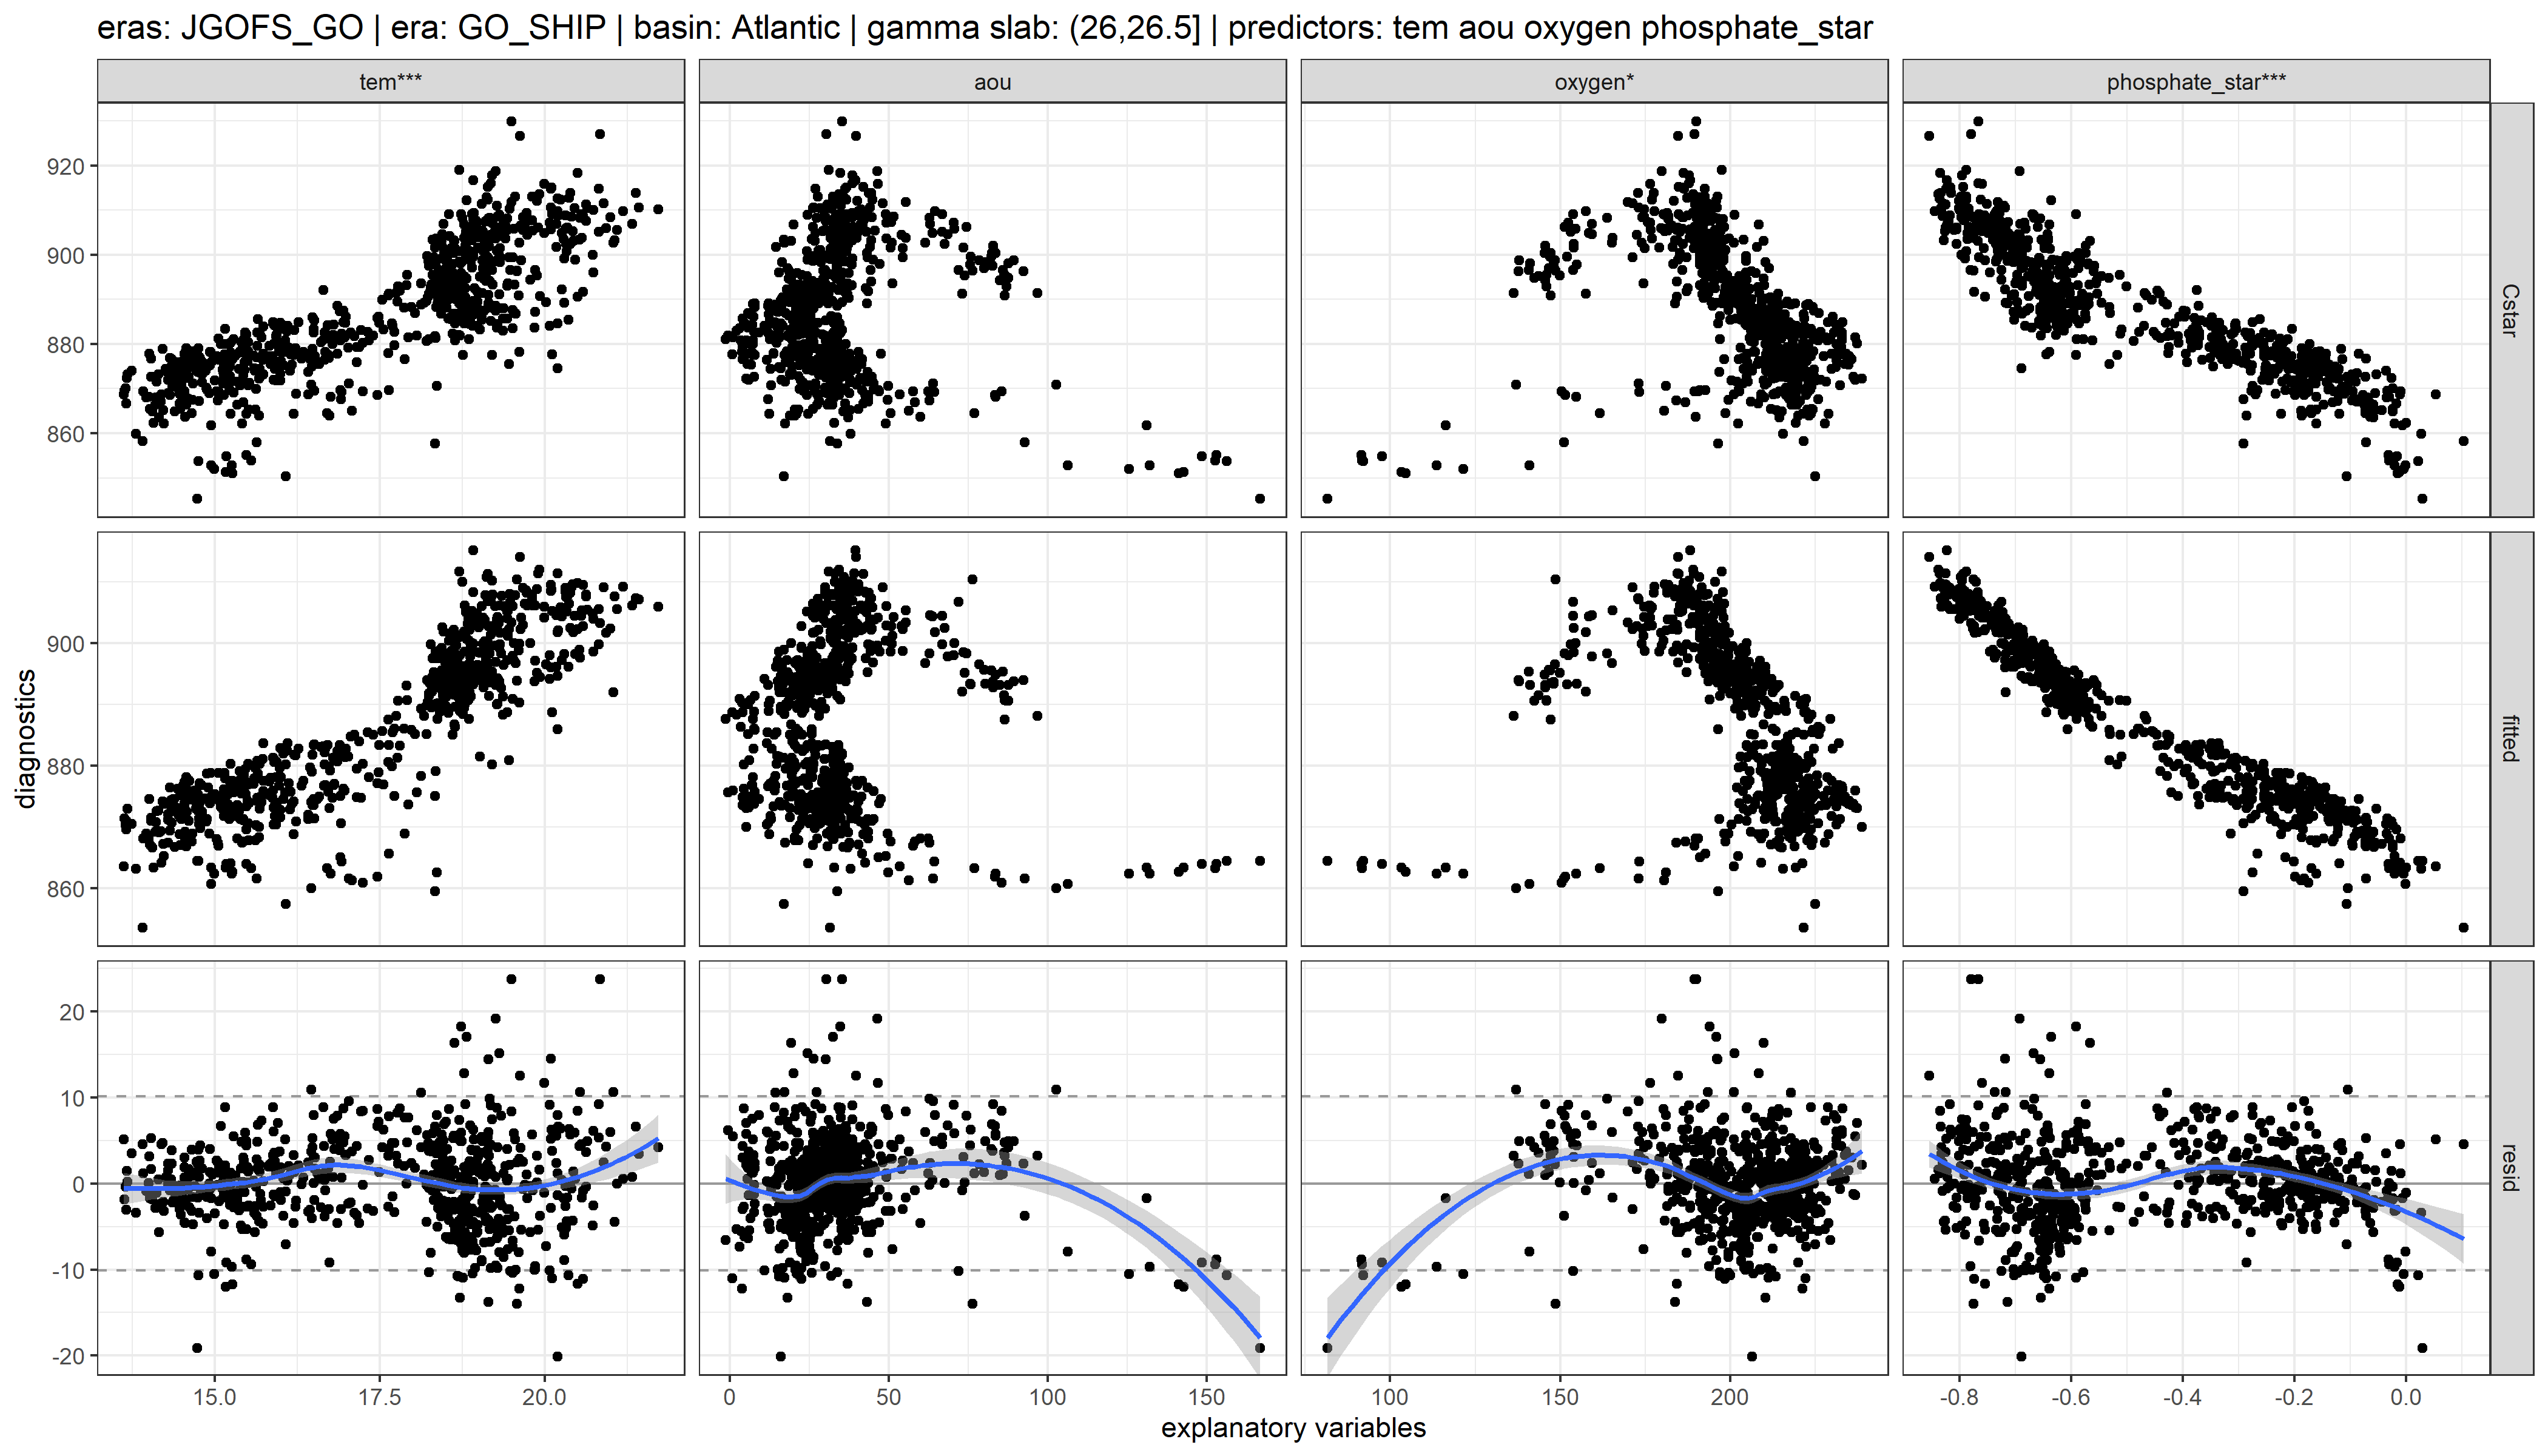 eras: JGOFS_GO | era: GO_SHIP | basin: Atlantic | gamma slab: (26,26.5] | predictors: tem aou oxygen phosphate_star
tem***
aou
oxygen*
phosphate_star***
920
900
880
860
Cstar
900
880
860
fitted
diagnostics
20
10
0
-10
-20
resid
15.0 17.5 20.0
0 50 100 150
100 150 200
-0.8 -0.6 -0.4 -0.2 0.0
explanatory variables